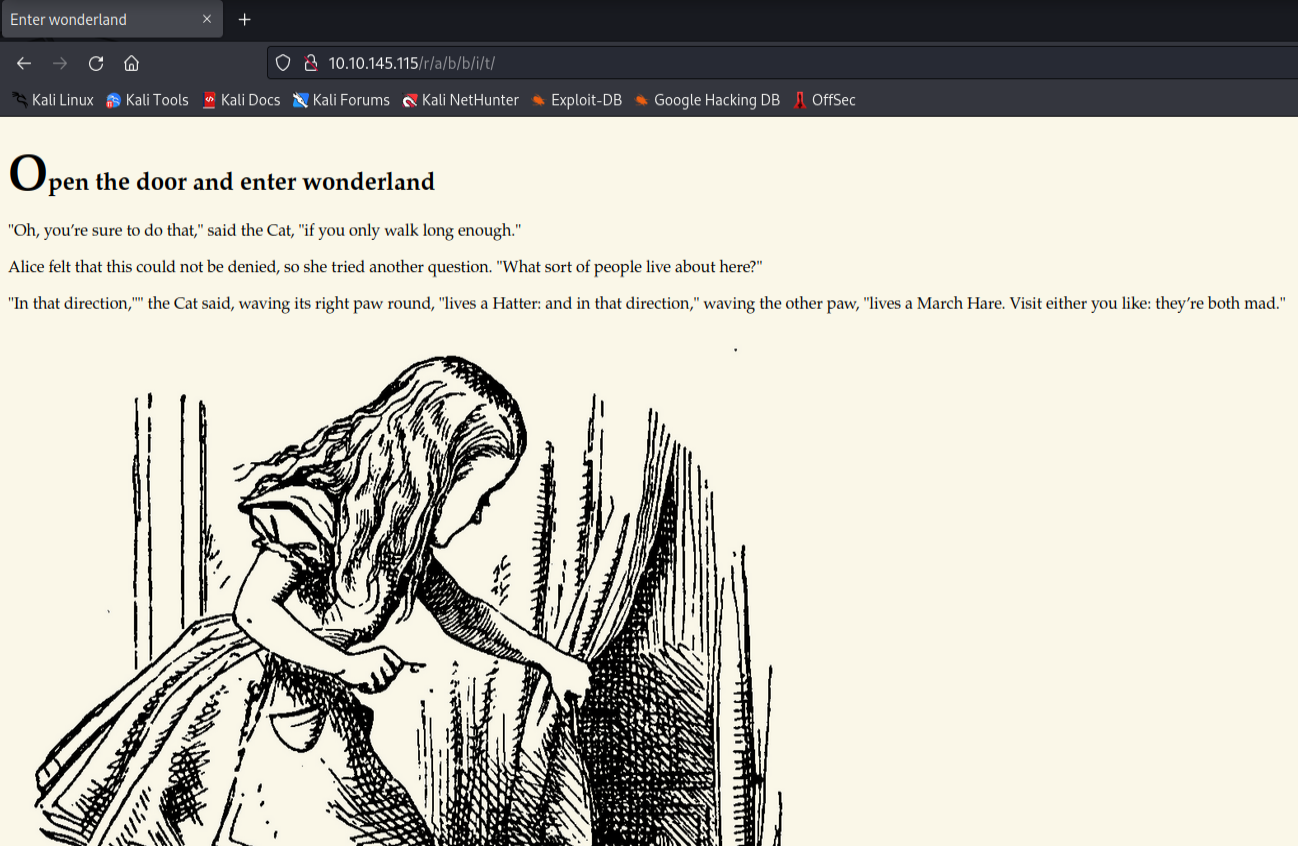 Enter wonderland
10.10.145.115/r/a/b/b/i/t/
Kali Linux Kali Tools Kali Docs Kali Forums Kali NetHunter Exploit-DB Google Hacking DB OffSec
Open the door and enter wonderland
"Oh, you’re sure to do that," said the Cat, "if you only walk long enough."
Alice felt that this could not be denied, so she tried another question. "What sort of people live about here?"
"In that direction,"" the Cat said, waving its right paw round, "lives a Hatter: and in that direction," waving the other paw, "lives a March Hare. Visit either you like: they’re both mad."